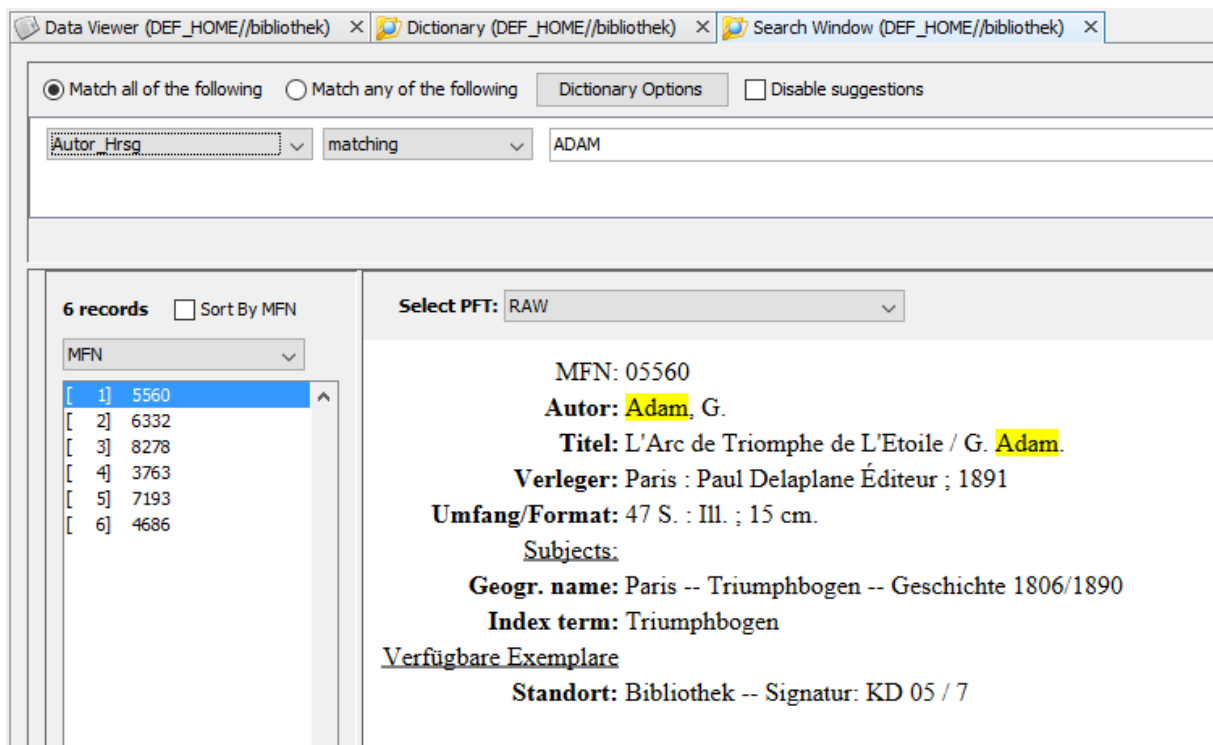 Data Viewer (DEF_HOME//bibliothek) × Dictionary (DEF_HOME//bibliothek) × Search Window (DEF_HOME//bibliothek) ×
Match all of the following Match any of the following Dictionary Options Disable suggestions
Autor_Hrsg matching ADAM
6 records Sort By MFN
MFN
[ 1] 5560
[ 2] 6332
[ 3] 8278
[ 4] 3763
[ 5] 7193
[ 6] 4686
Select PFT: RAW
MFN: 05560
Autor: Adam, G.
Titel: L'Arc de Triomphe de L'Etoile / G. Adam.
Verleger: Paris : Paul Delaplane Éditeur ; 1891
Umfang/Format: 47 S. : Ill. ; 15 cm.
Subjects:
Geogr. name: Paris -- Triumphbogen -- Geschichte 1806/1890
Index term: Triumphbogen
Verfügbare Exemplare
Standort: Bibliothek -- Signatur: KD 05 / 7